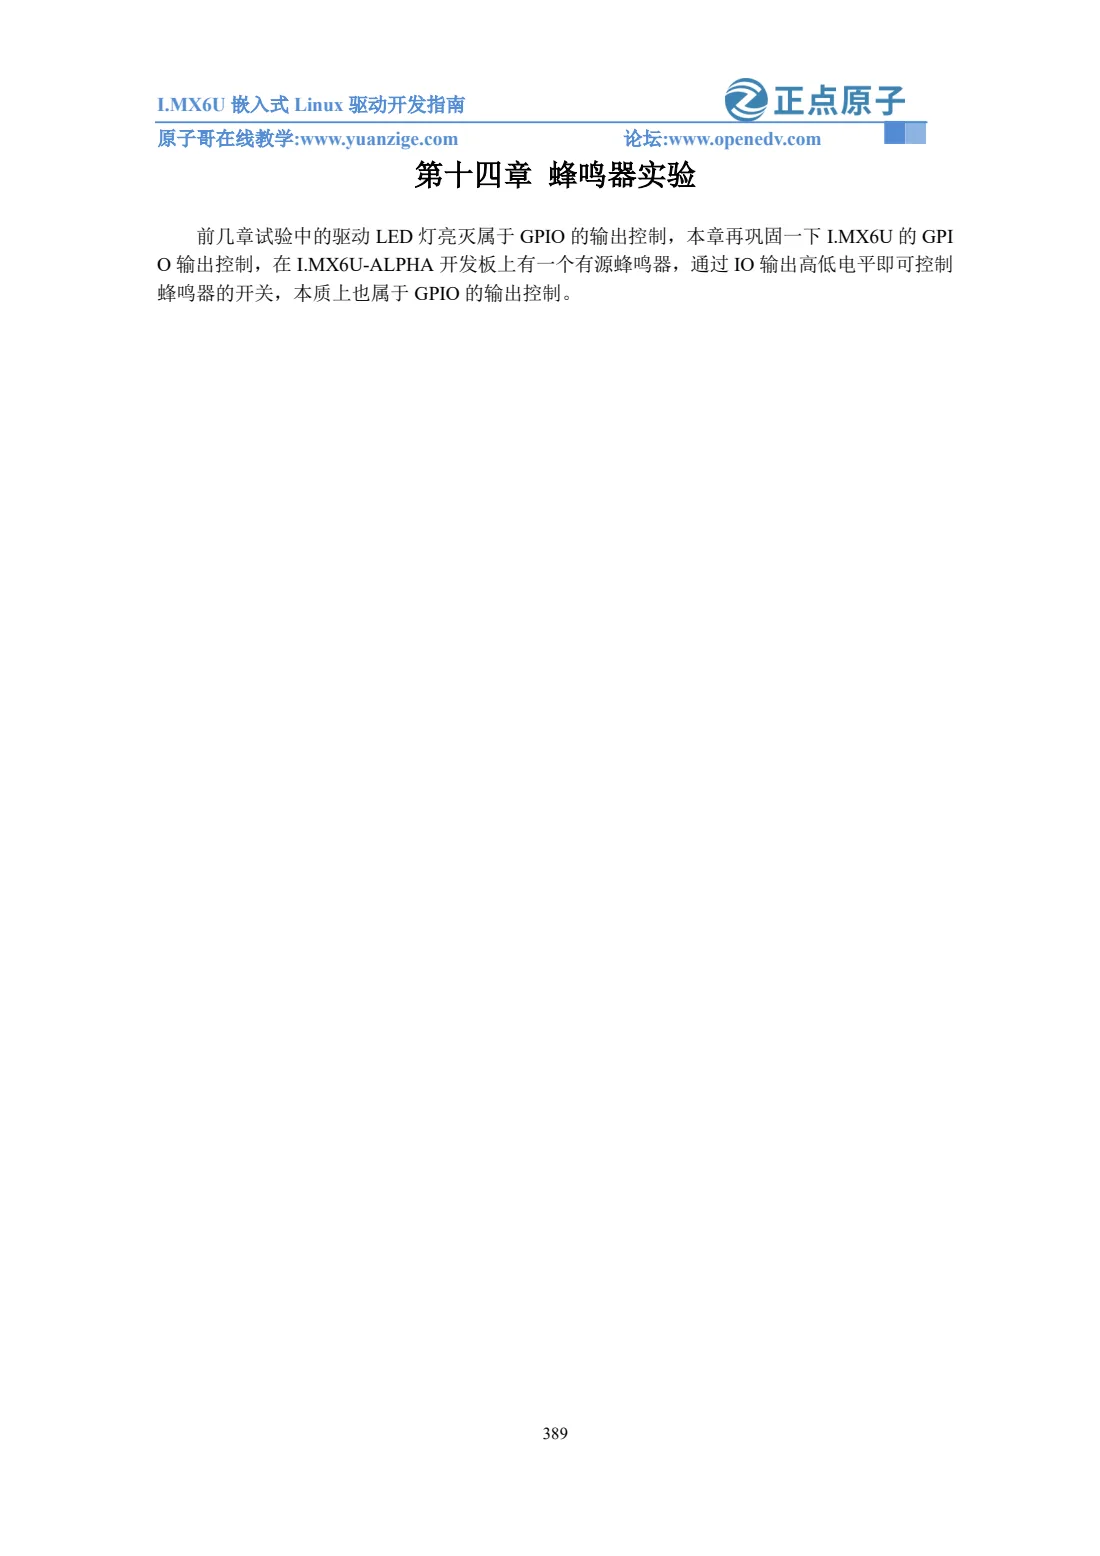 I.MX6U 嵌入式 Linux 驱动开发指南
正点原子
原子哥在线教学:www.yuanzige.com 论坛:www.openedv.com
第十四章 蜂鸣器实验
前几章试验中的驱动 LED 灯亮灭属于 GPIO 的输出控制，本章再巩固一下 I.MX6U 的 GPI
O 输出控制，在 I.MX6U-ALPHA 开发板上有一个有源蜂鸣器，通过 IO 输出高低电平即可控制
蜂鸣器的开关，本质上也属于 GPIO 的输出控制。
389